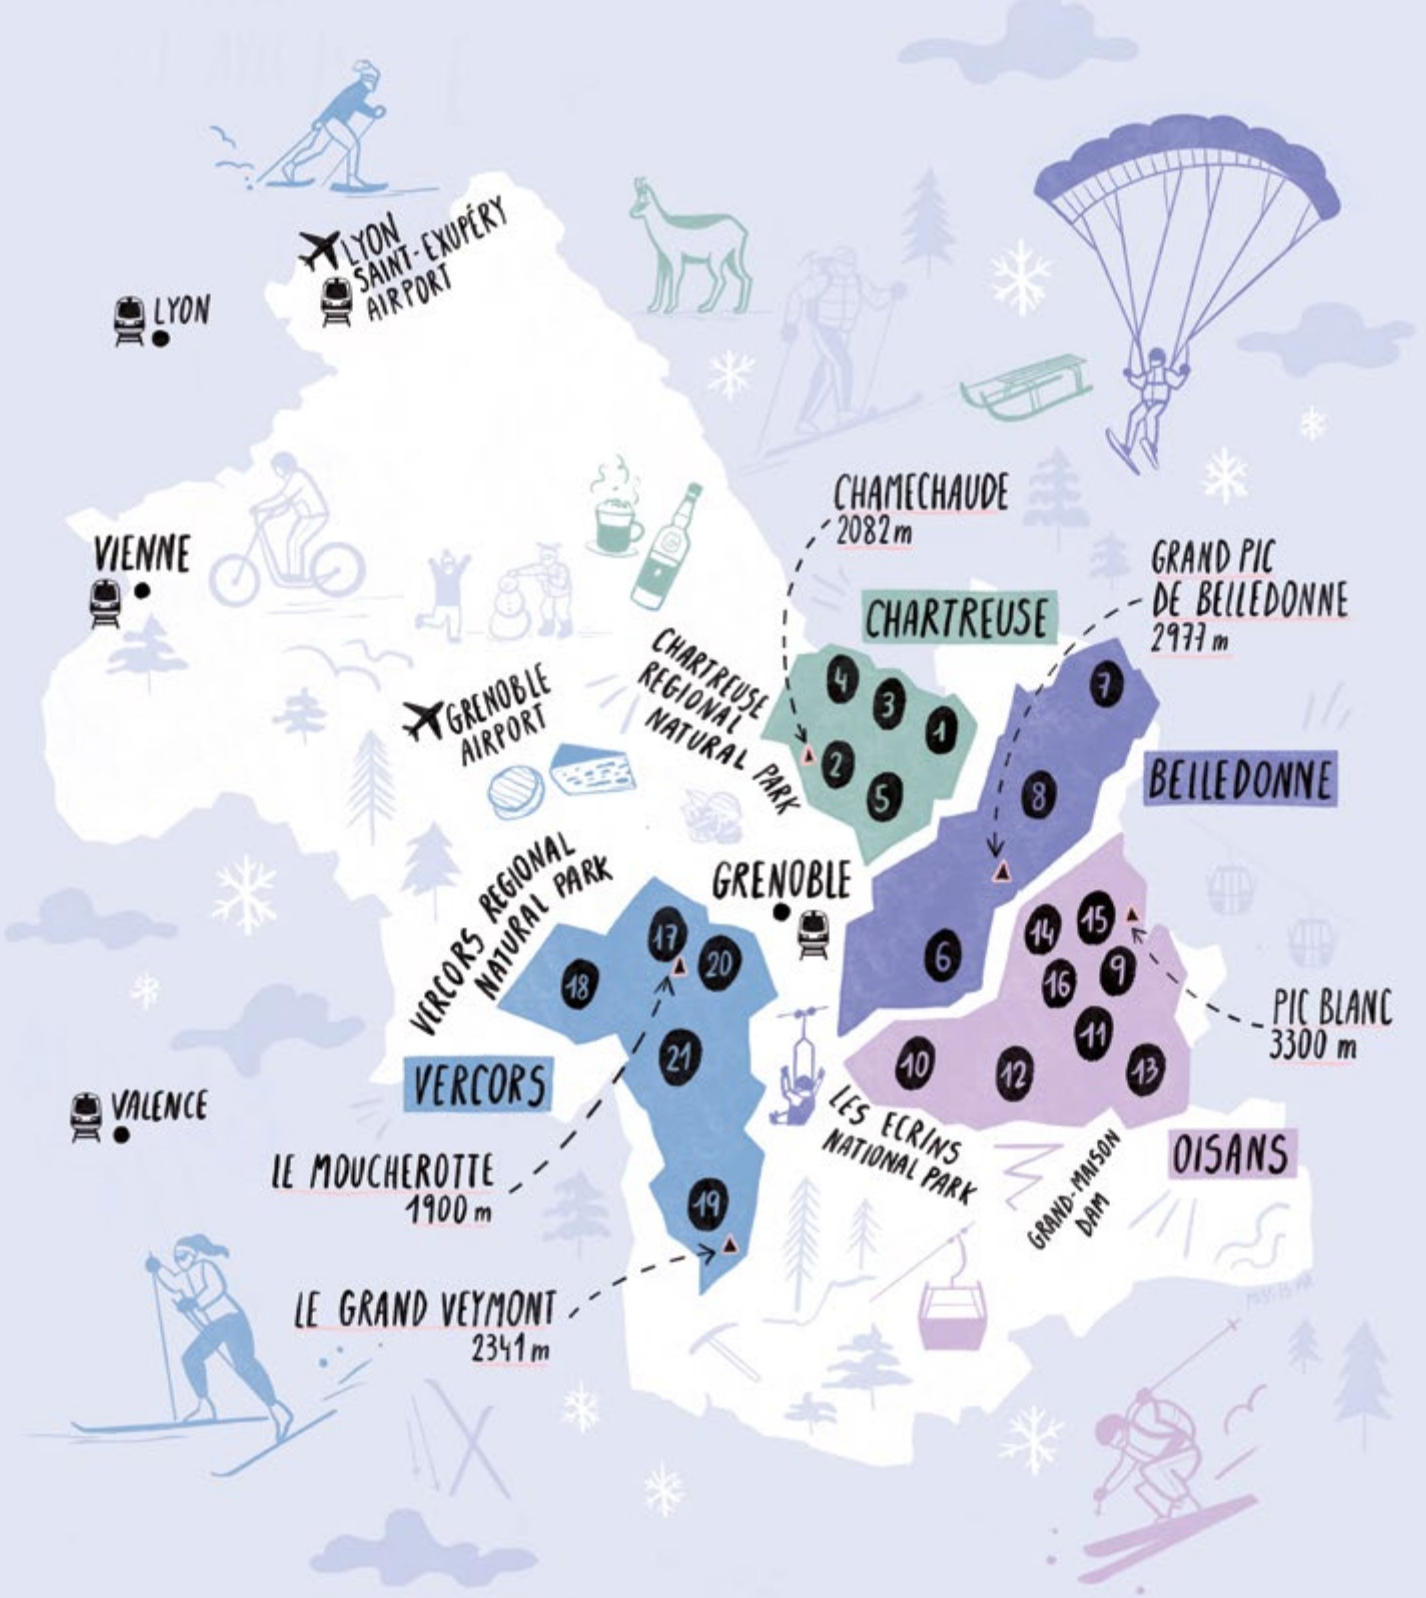 LYON
SAINT-EXUPÉRY
AIRPORT
LYON
CHAMECHAUDE
2082 m
VIENNE
GRAND PIC
DE BELLEDONNE
2977 m
CHARTREUSE
CHARTREUSE
REGIONAL
NATURAL PARK
GRENOBLE
AIRPORT
4
3
1
2
5
7
8
6
BELLEDONNE
VERCORS REGIONAL
NATURAL PARK
GRENOBLE
17
20
18
21
19
14
15
16
9
11
10
12
13
PIC BLANC
3300 m
VERCORS
VALENCE
LES ECRINS
NATIONAL PARK
GRAND-MAISON
DAM
OISANS
LE MOUCHEROTTE
1900 m
LE GRAND VEYMONT
2341 m